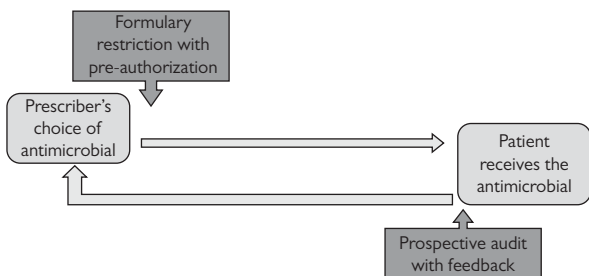 Formulary
restriction with
pre-authorization
Prescriber's
choice of
antimicrobial
Patient
receives the
antimicrobial
Prospective audit
with feedback